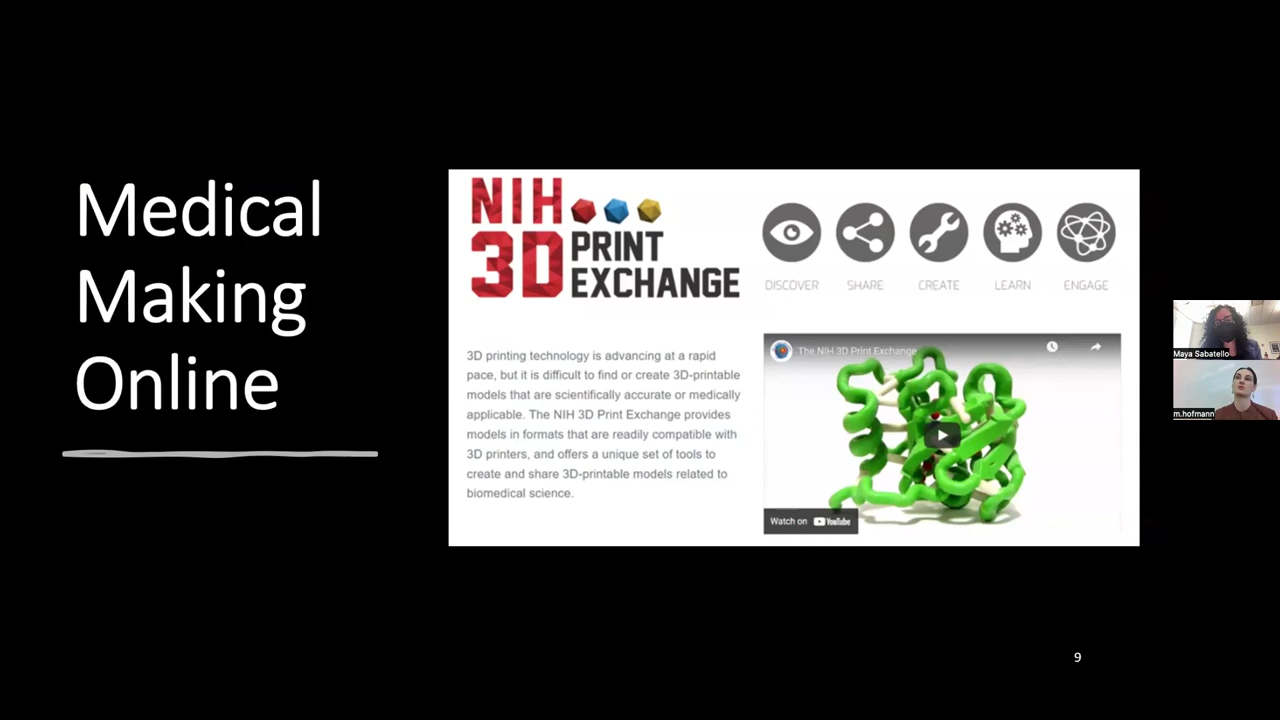 Medical
Making
Online
NIH
3D PRINT
EXCHANGE
DISCOVER
SHARE
CREATE
LEARN
ENGAGE
3D printing technology is advancing at a rapid
pace, but it is difficult to find or create 3D-printable
models that are scientifically accurate or medically
applicable. The NIH 3D Print Exchange provides
models in formats that are readily compatible with
3D printers, and offers a unique set of tools to
create and share 3D-printable models related to
biomedical science.
The NIH 3D Print Exchange
Watch on YouTube
Maya Sabatello
m.hofmann
9